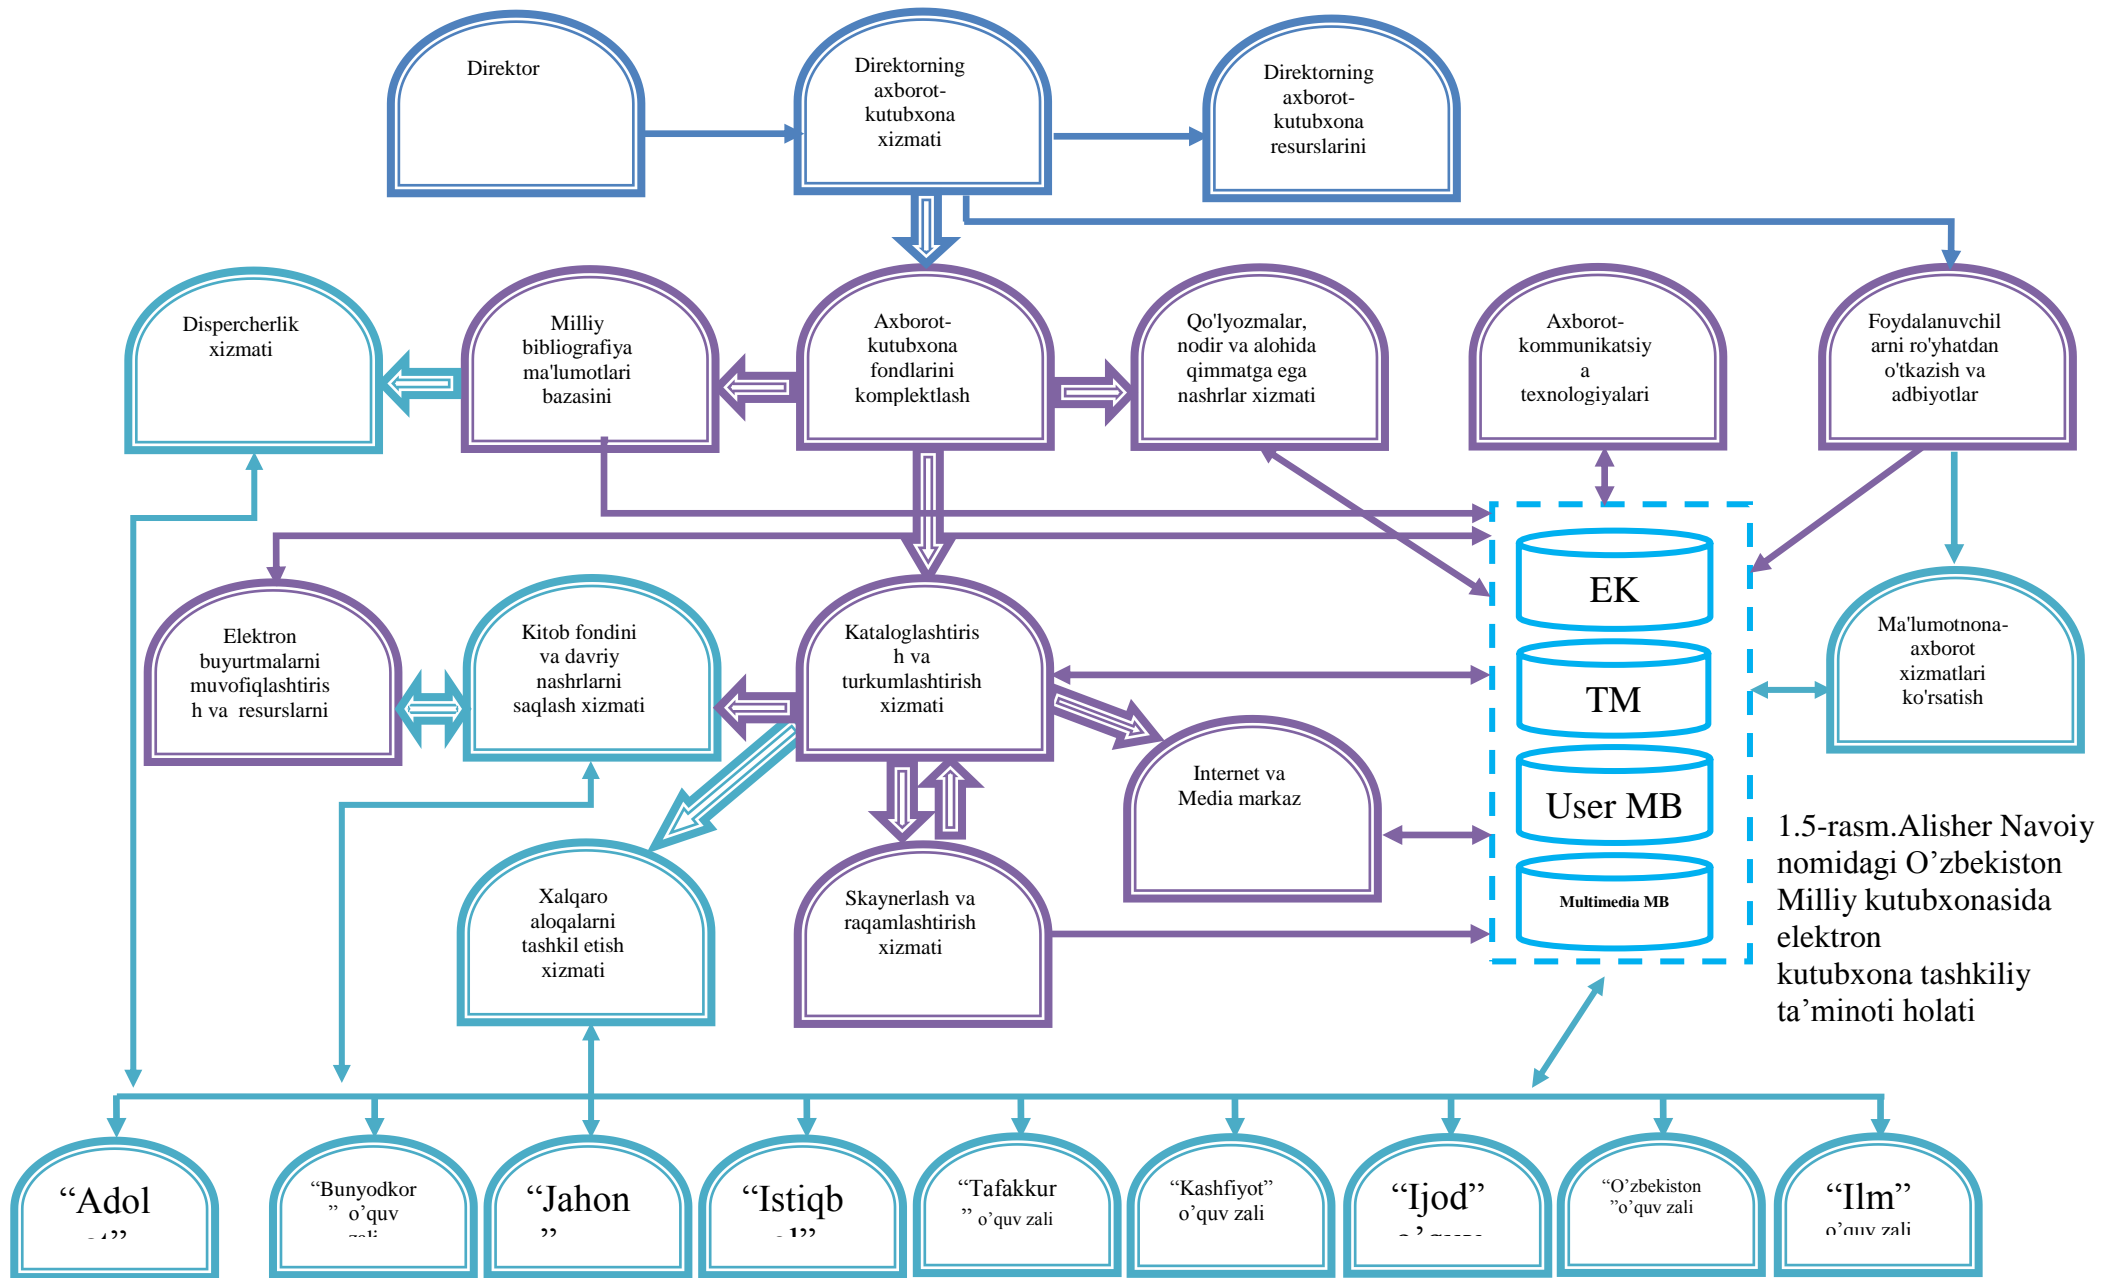 Direktor
Direktorning
axborot-
kutubxona
xizmati
Direktorning
axborot-
kutubxona
resurslarini
Dispercherlik
xizmati
Milliy
bibliografiya
ma'lumotlari
bazasini
Axborot-
kutubxona
fondlarini
komplektlash
Qo'lyozmalar,
nodir va alohida
qimmatga ega
nashrlar xizmati
Axborot-
kommunikatsiy
a
texnologiyalari
Foydalanuvchil
arni ro'yhatdan
o'tkazish va
adbiyotlar
Elektron
buyurtmalarni
muvofiqlashtiris
h va resurslarni
Kitob fondini
va davriy
nashrlarni
saqlash xizmati
Kataloglashtiris
h va
turkumlashtirish
xizmati
Internet va
Media markaz
EK
TM
User MB
Multimedia MB
Ma'lumotnona-
axborot
xizmatlari
ko'rsatish
Xalqaro
aloqalarni
tashkil etish
xizmati
Skaynerlash va
raqamlashtirish
xizmati
1.5-rasm.Alisher Navoiy
nomidagi O’zbekiston
Milliy kutubxonasida
elektron
kutubxona tashkiliy
ta’minoti holati
“Adol
“Bunyodkor
” o’quv
zali
“Jahon
”
“Istiqb
“Tafakkur
” o’quv zali
“Kashfiyot”
o’quv zali
“Ijod”
“O’zbekiston
”o’quv zali
“Ilm”
o’quv zali